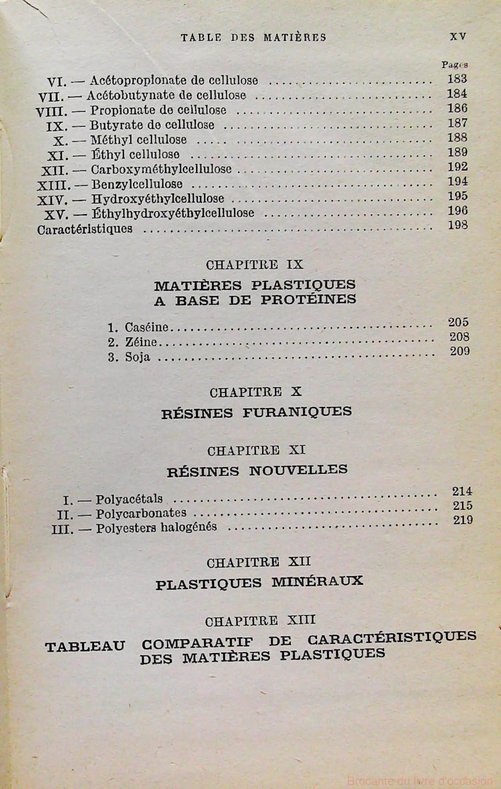 TABLE DES MATIÈRES XV
Pages
VI. — Acétopropionate de cellulose 183
VII. — Acétobutynate de cellulose 184
VIII. — Propionate de cellulose 186
IX. — Butyrate de cellulose 187
X. — Méthyl cellulose 188
XI. — Éthyl cellulose 189
XII. — Carboxyméthylcellulose 192
XIII. — Benzylcellulose 194
XIV. — Hydroxyéthylcellulose 195
XV. — Éthylhydroxyéthylcellulose 196
Caractéristiques 198
CHAPITRE IX
MATIÈRES PLASTIQUES
A BASE DE PROTÉINES
1. Caséine 205
2. Zéine 208
3. Soja 209
CHAPITRE X
RÉSINES FURANIQUES
CHAPITRE XI
RÉSINES NOUVELLES
I. — Polyacétals 214
II. — Polycarbonates 215
III. — Polyesters halogénés 219
CHAPITRE XII
PLASTIQUES MINÉRAUX
CHAPITRE XIII
TABLEAU COMPARATIF DE CARACTÉRISTIQUES
DES MATIÈRES PLASTIQUES
Brocante du livre d'occasion